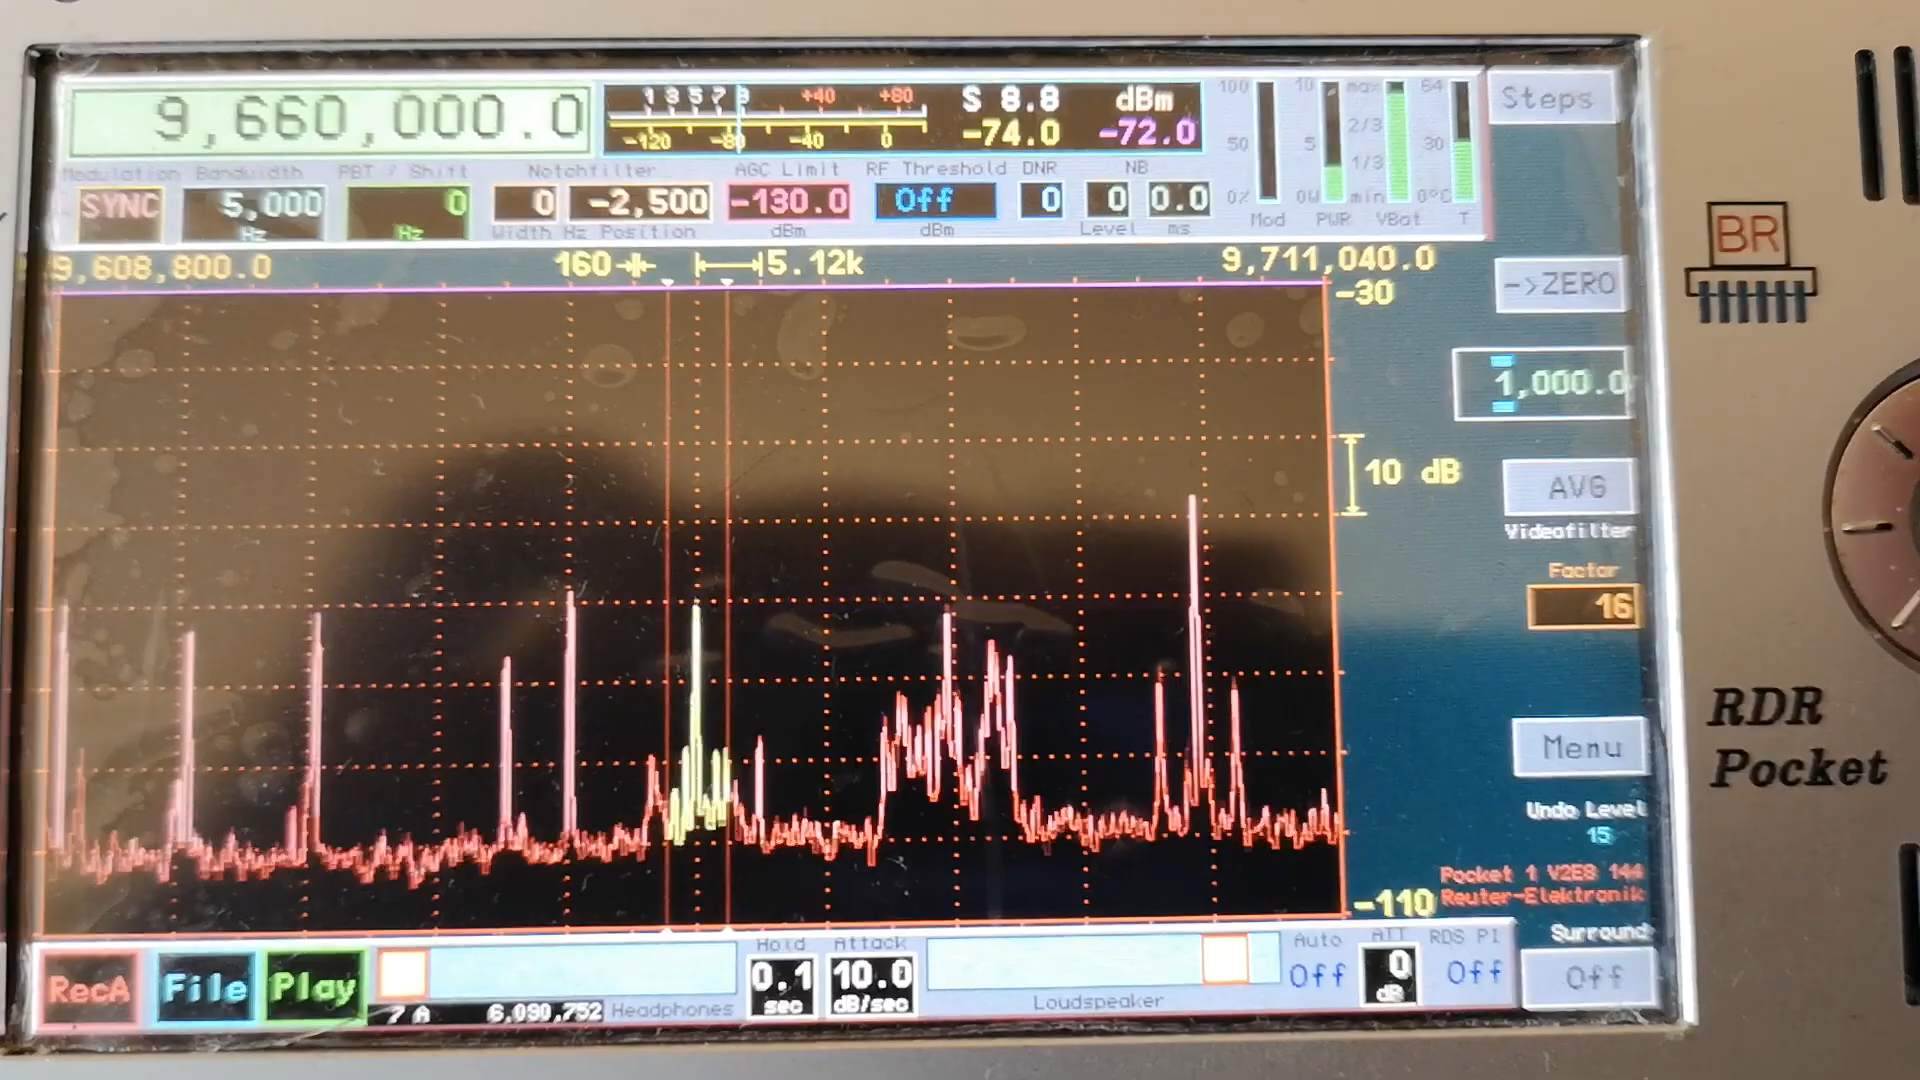 9,660,000.0
1 3 5 7 9 +40 +80
-120 -80 -40 0
S 8.8 dBm
-74.0 -72.0
100 50 0%
Mod
10 5 0W
PWR
max 2/3 1/3 min
VBat
64 30 0°C
T
Steps
Modulation Bandwidth PBT / Shift Notchfilter AGC Limit RF Threshold DNR NB
SYNC 5,000 0 0 -2,500 -130.0 Off 0 0 0.0
Hz Hz Width Hz Position dBm dBm Level ms
9,608,800.0 160 5.12k 9,711,040.0
-30
->ZERO
BR
1,000.0
10 dB
AVG
Videofilter
Factor
16
RDR
Pocket
Menu
Undo Level
15
Pocket 1 V2E8 144
Reuter-Elektronik
-110
Surround
Off
RecA File Play
7 A 6,090,752 Headphones
Hold Attack
0.1 10.0
sec dB/sec
Loudspeaker
Auto ATT RDS PI
Off 0 Off
dB